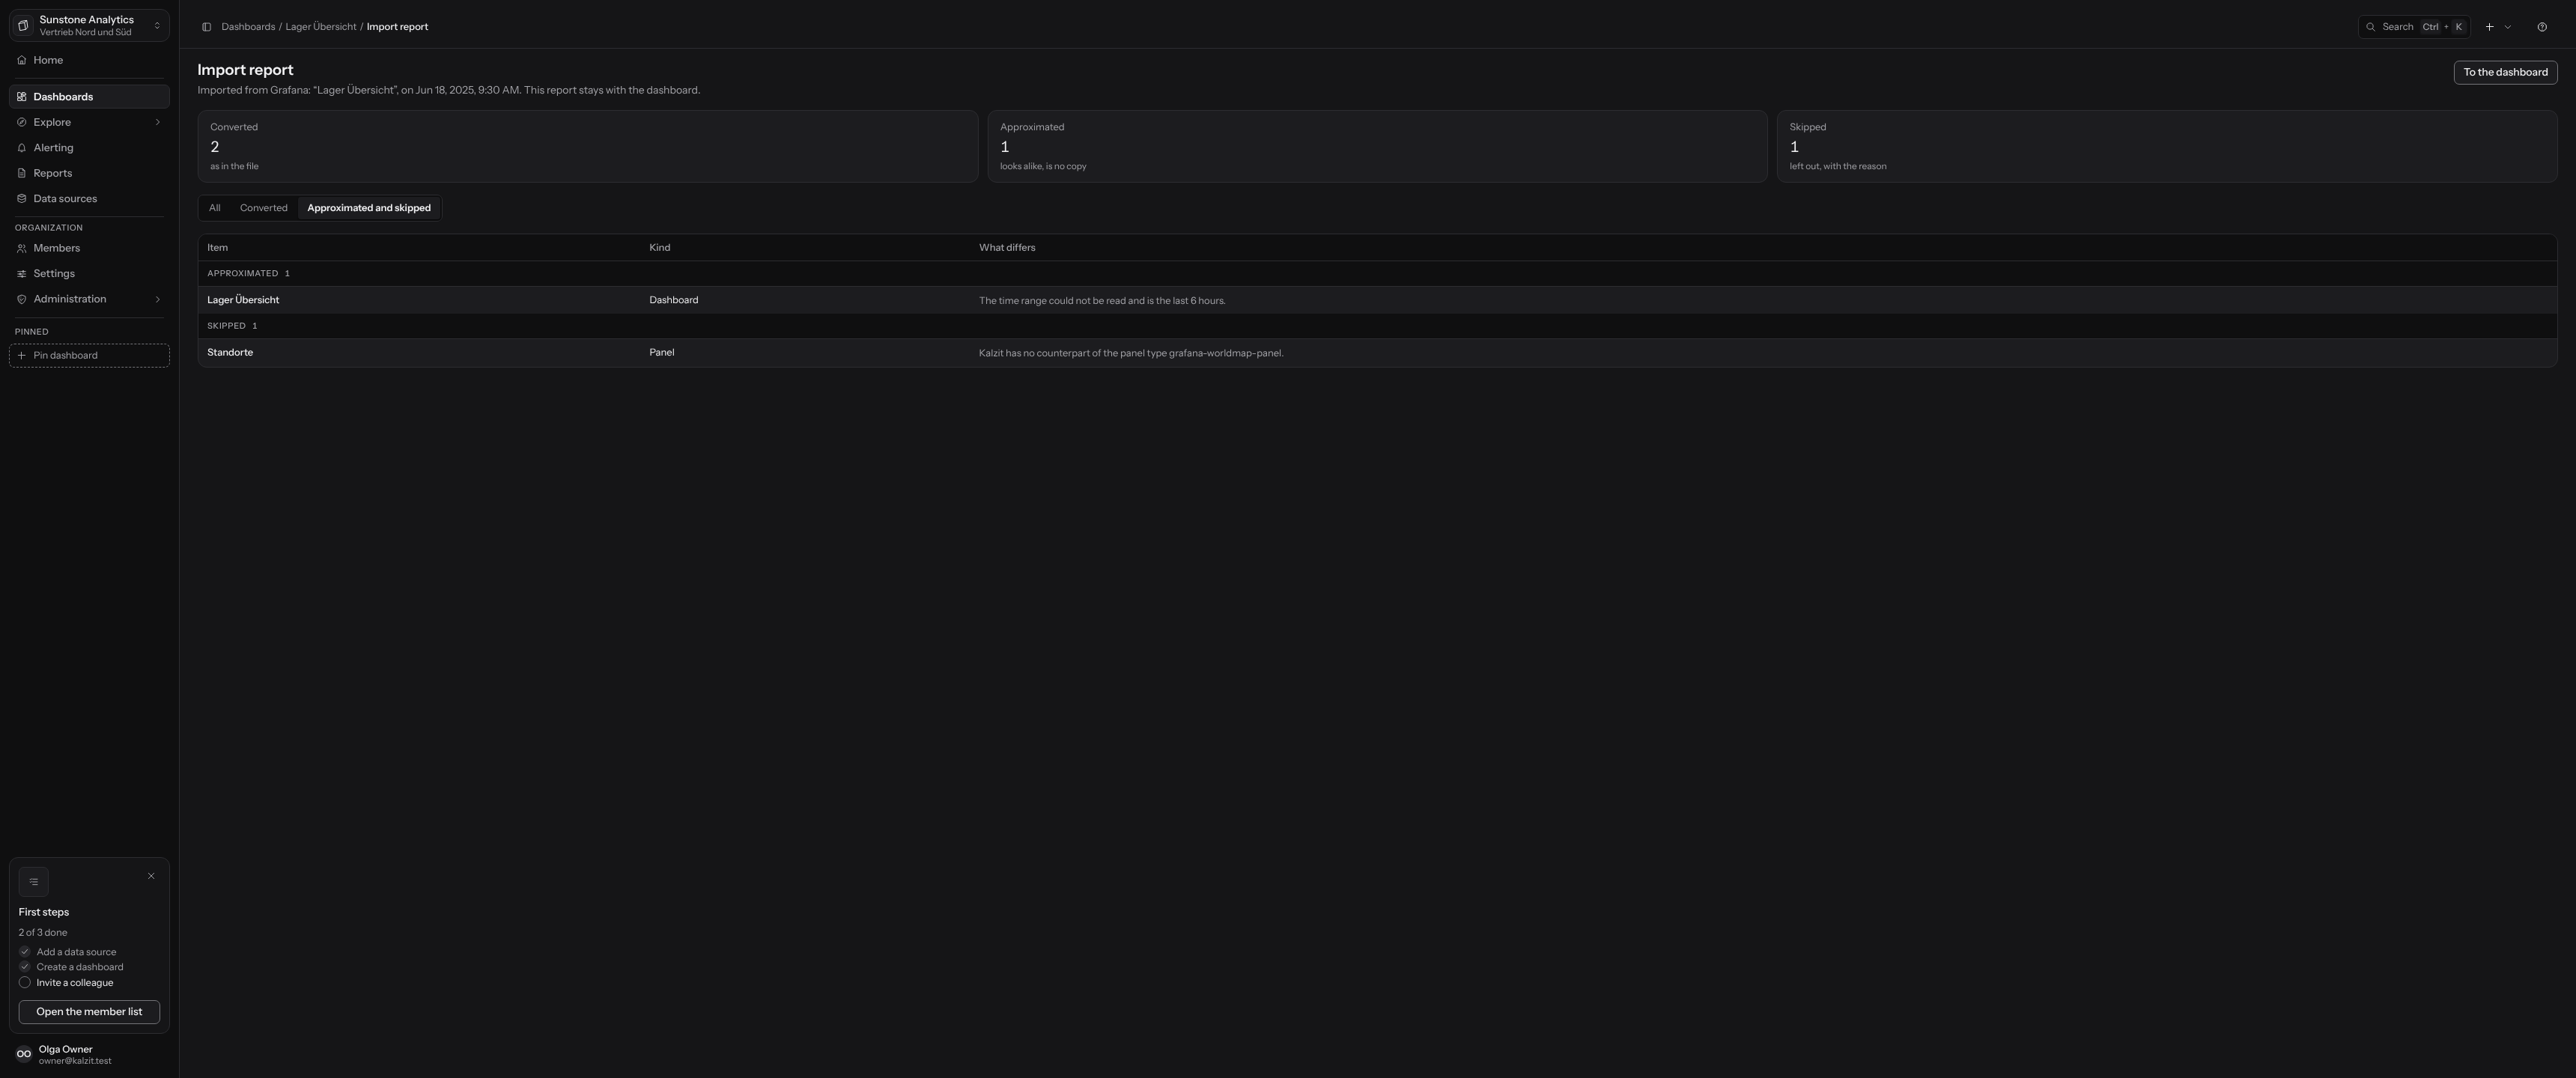 Sunstone Analytics
Vertrieb Nord und Süd
Home
Dashboards
Explore
Alerting
Reports
Data sources
ORGANIZATION
Members
Settings
Administration
PINNED
Pin dashboard
First steps
2 of 3 done
Add a data source
Create a dashboard
Invite a colleague
Open the member list
OO
Olga Owner
owner@kalzit.test
Dashboards / Lager Übersicht / Import report
Search Ctrl + K
Import report
To the dashboard
Imported from Grafana: “Lager Übersicht”, on Jun 18, 2025, 9:30 AM. This report stays with the dashboard.
Converted
2
as in the file
Approximated
1
looks alike, is no copy
Skipped
1
left out, with the reason
All Converted Approximated and skipped
Item Kind What differs
APPROXIMATED 1
Lager Übersicht Dashboard The time range could not be read and is the last 6 hours.
SKIPPED 1
Standorte Panel Kalzit has no counterpart of the panel type grafana-worldmap-panel.